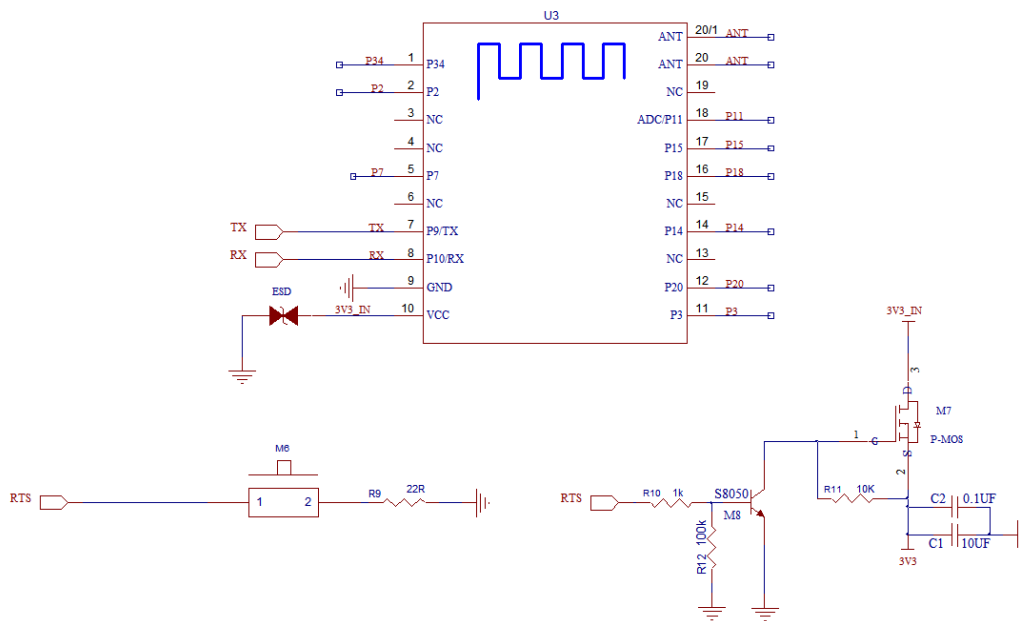 U3
ANT 20/1 ANT
P34 1 P34
ANT 20 ANT
P2 2 P2
NC 19
3 NC
ADC/P11 18 P11
4 NC
P15 17 P15
P7 5 P7
P18 16 P18
6 NC
NC 15
TX TX 7 P9/TX
P14 14 P14
RX RX 8 P10/RX
NC 13
9 GND
P20 12 P20
ESD
3V3_IN 10 VCC
P3 11 P3
3V3_IN
3
D
M7
1 G
P-MOS
S
2
M6
RTS
1 2
R9 22R
RTS
R10 1k
S8050
M8
R12 100k
R11 10K
C2 0.1UF
C1 10UF
3V3